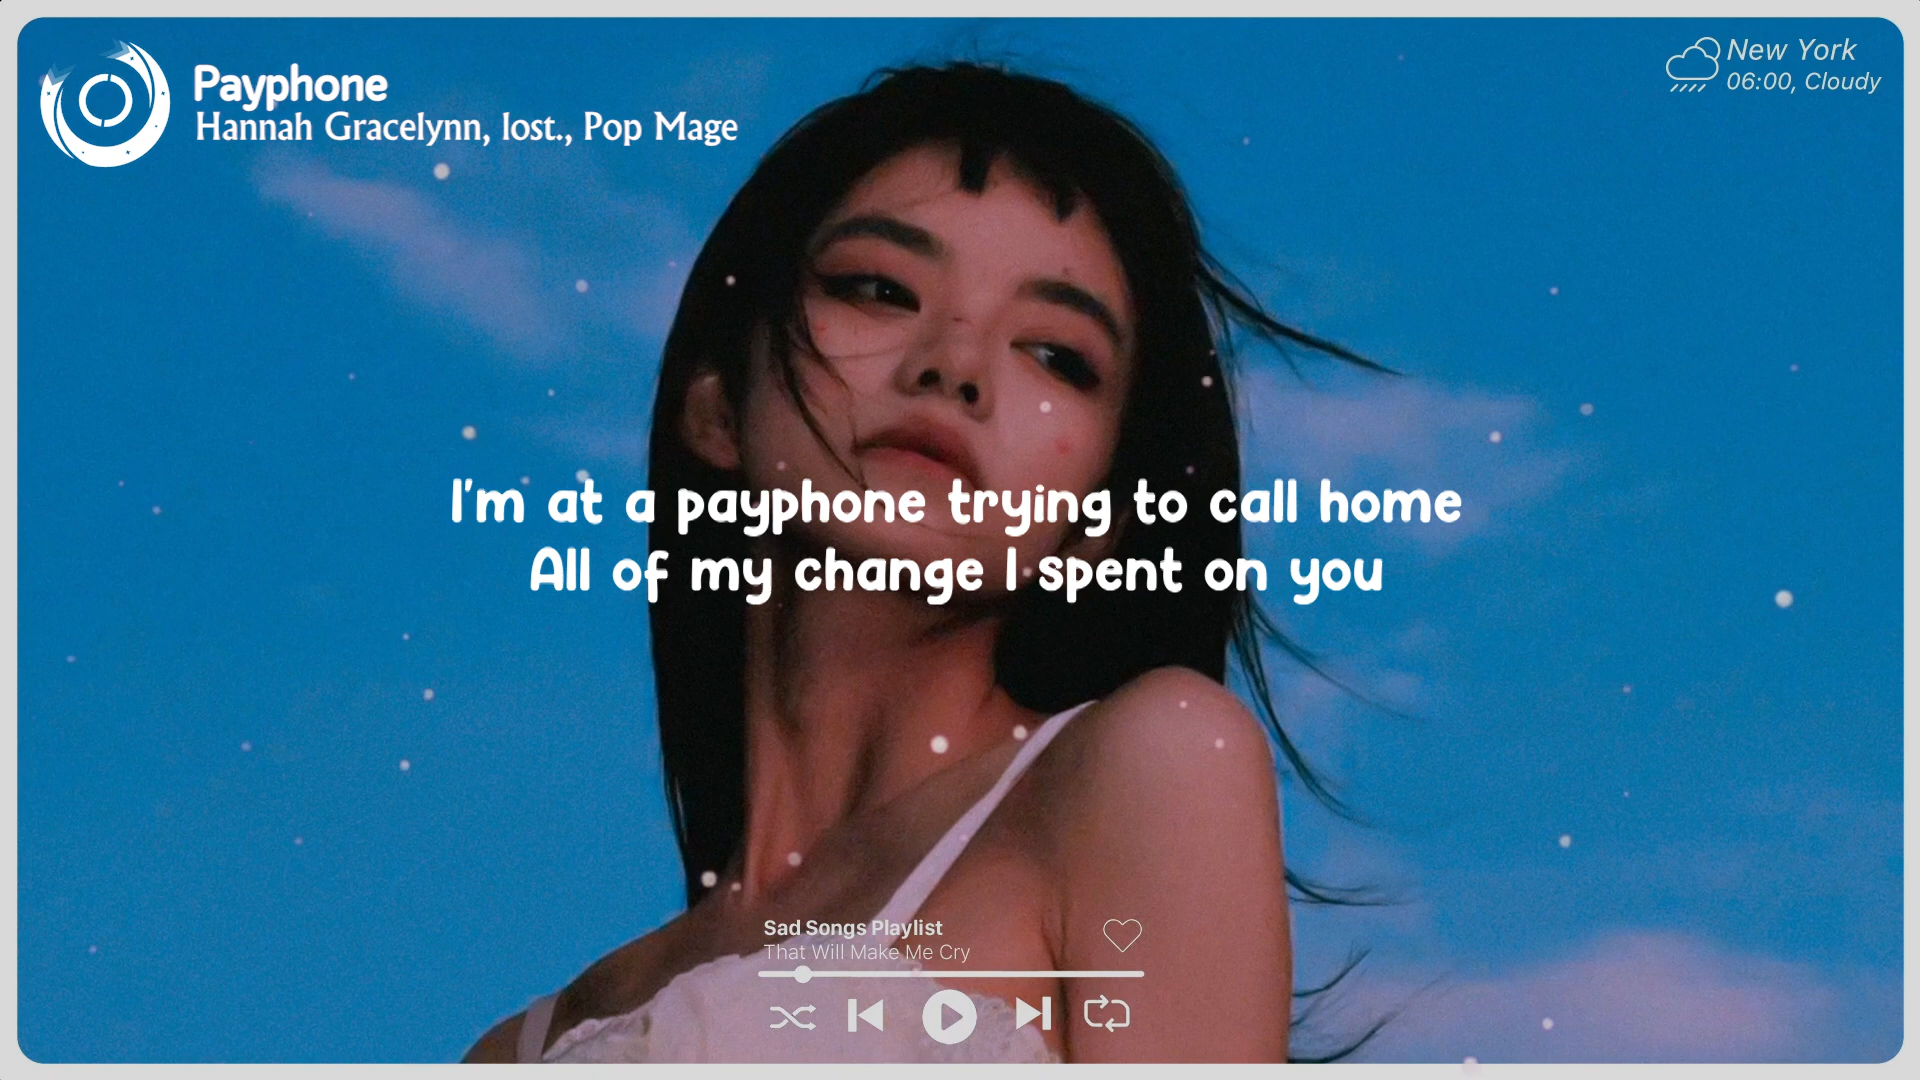 Payphone
Hannah Gracelynn, lost., Pop Mage
New York
06:00, Cloudy
I'm at a payphone trying to call home
All of my change I spent on you
Sad Songs Playlist
That Will Make Me Cry